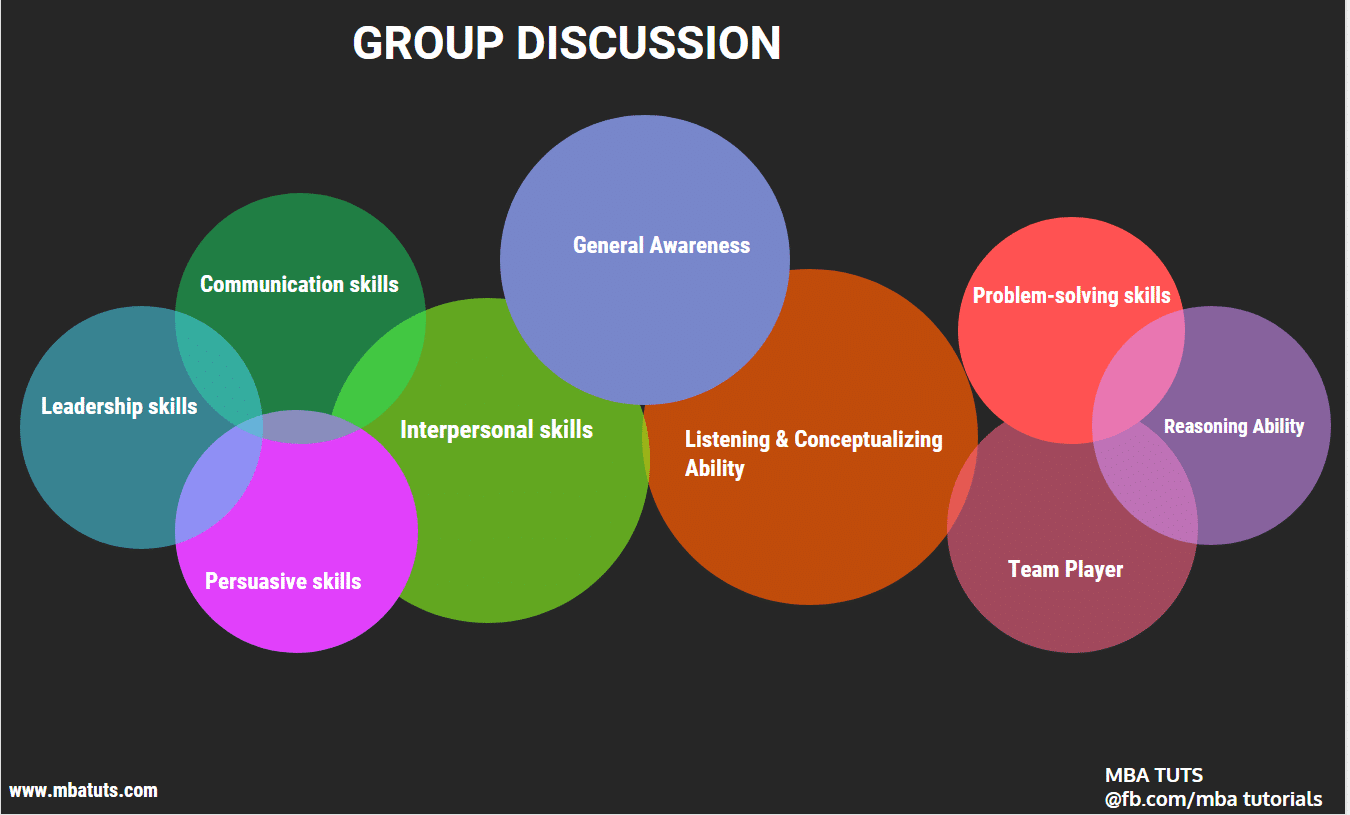 GROUP DISCUSSION
General Awareness
Communication skills
Problem-solving skills
Leadership skills
Interpersonal skills
Listening & Conceptualizing
Ability
Reasoning Ability
Persuasive skills
Team Player
www.mbatuts.com
MBA TUTS
@fb.com/mba tutorials